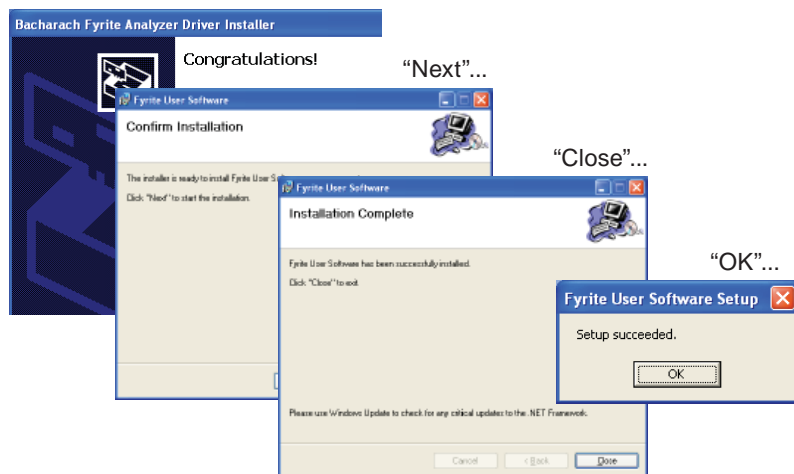 Bacharach Fyrite Analyzer Driver Installer
Congratulations!
“Next”...
Fyrite User Software
Confirm Installation
The installer is ready to install Fyrite User
Click "Next" to start the installation.
“Close”...
Fyrite User Software
Installation Complete
Fyrite User Software has been successfully installed.
Click "Close" to exit.
Please use Windows Update to check for any critical updates to the .NET Framework.
Cancel
< Back
Close
“OK”...
Fyrite User Software Setup
Setup succeeded.
OK